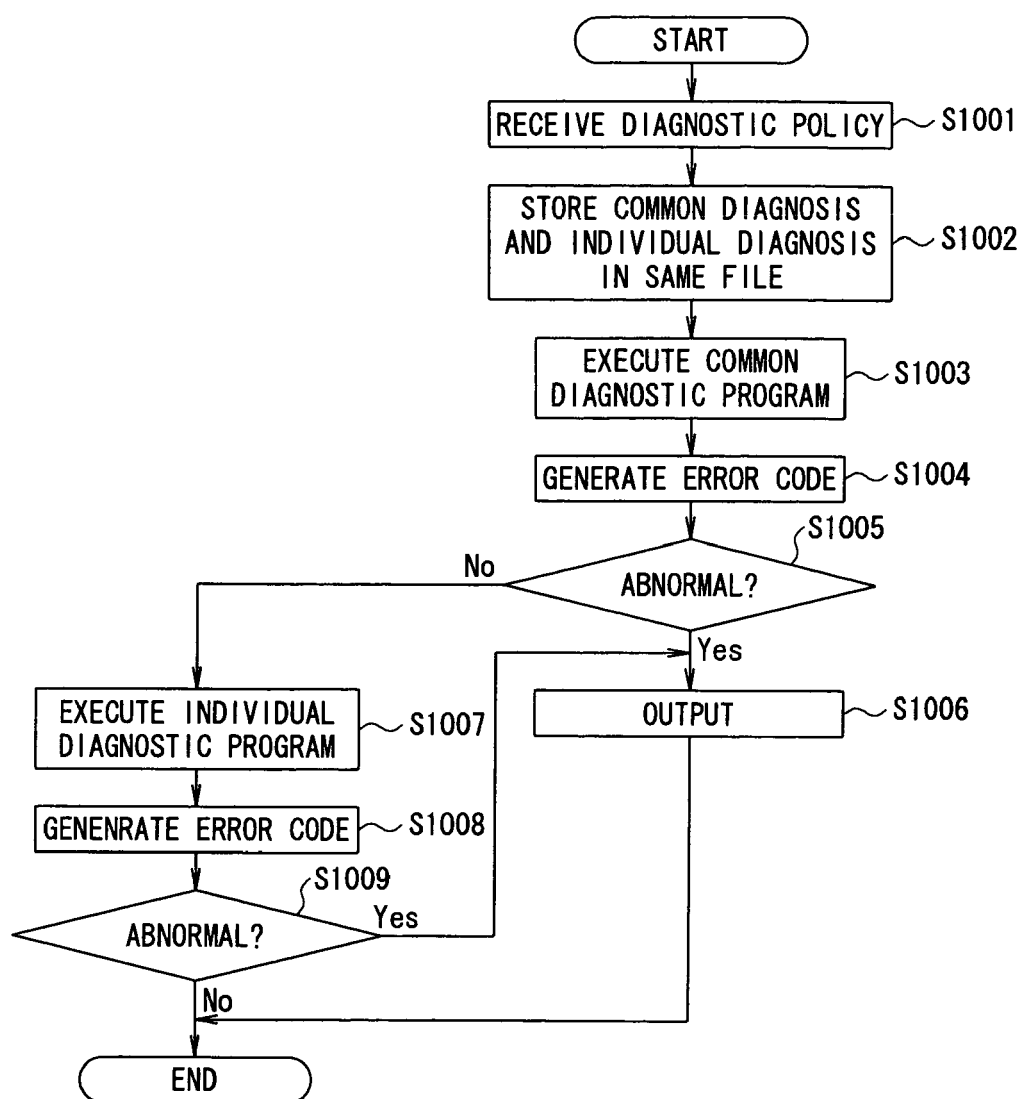 START
RECEIVE DIAGNOSTIC POLICY
S1001
STORE COMMON DIAGNOSIS
AND INDIVIDUAL DIAGNOSIS
IN SAME FILE
S1002
EXECUTE COMMON
DIAGNOSTIC PROGRAM
S1003
GENERATE ERROR CODE
S1004
S1005
ABNORMAL?
No
Yes
OUTPUT
S1006
EXECUTE INDIVIDUAL
DIAGNOSTIC PROGRAM
S1007
GENENRATE ERROR CODE
S1008
S1009
ABNORMAL?
Yes
No
END